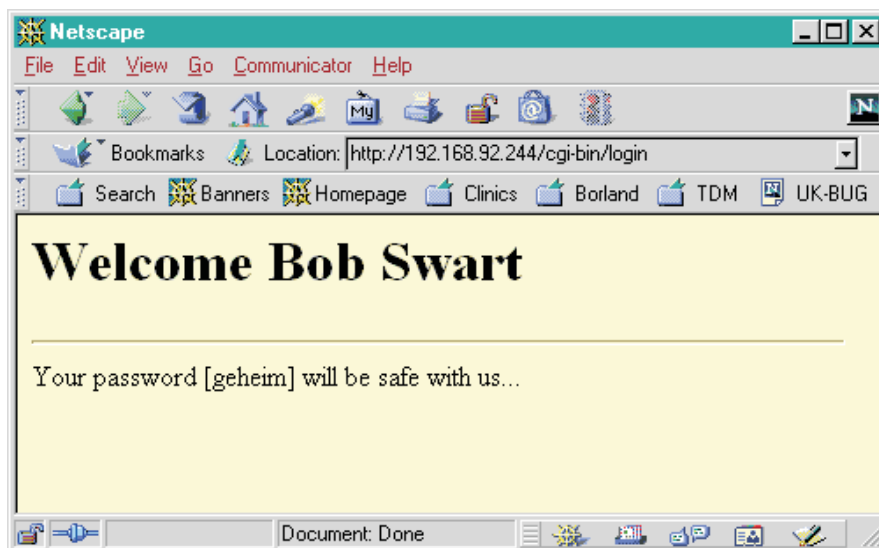 Netscape
File Edit View Go Communicator Help
My N
Bookmarks Location: http://192.168.92.244/cgi-bin/login
Search Banners Homepage Clinics Borland TDM UK-BUG
Welcome Bob Swart
Your password [geheim] will be safe with us...
Document: Done